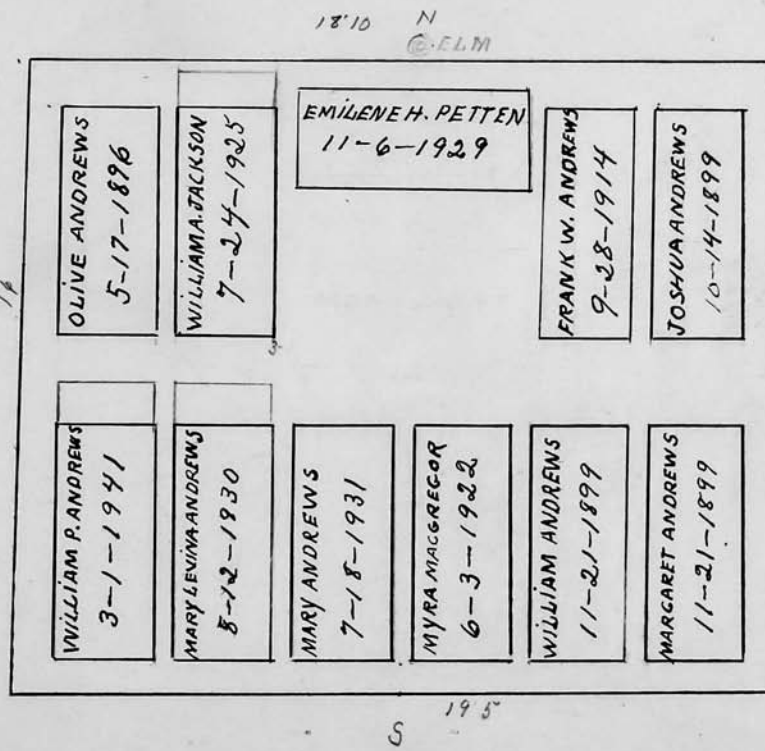 18'10 N
@ ELM
OLIVE ANDREWS
5-17-1896
WILLIAM A. JACKSON
7-24-1925
EMILENE H. PETTEN
11-6-1929
FRANK W. ANDREWS
9-28-1914
JOSHUA ANDREWS
10-14-1899
16
3
WILLIAM P. ANDREWS
3-1-1941
MARY LEVINA ANDREWS
8-12-1930
MARY ANDREWS
7-18-1931
MYRA MACGREGOR
6-3-1922
WILLIAM ANDREWS
11-21-1899
MARGARET ANDREWS
11-21-1899
19'5
S